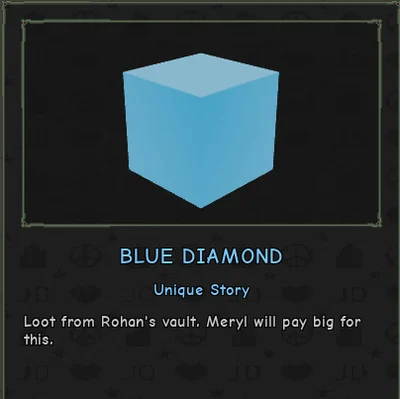 BLUE DIAMOND
Unique Story
Loot from Rohan's vault. Meryl will pay big for
this.